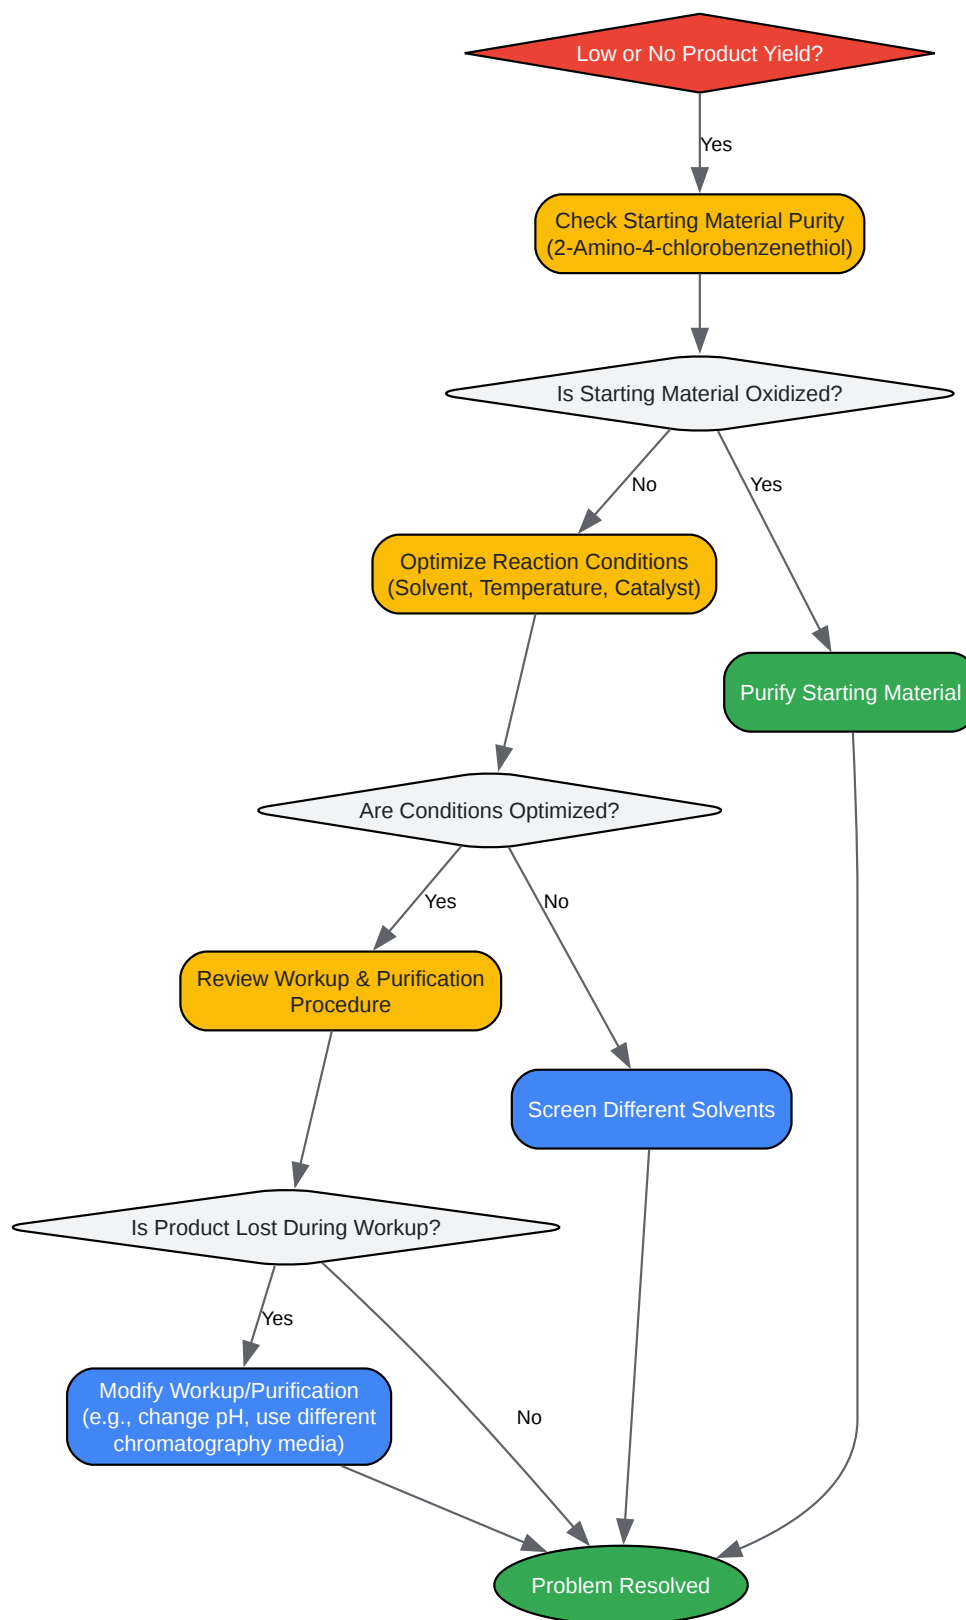 Low or No Product Yield?
Yes
Check Starting Material Purity
(2-Amino-4-chlorobenzenethiol)
Is Starting Material Oxidized?
No
Yes
Optimize Reaction Conditions
(Solvent, Temperature, Catalyst)
Purify Starting Material
Are Conditions Optimized?
Yes
No
Review Workup & Purification
Procedure
Screen Different Solvents
Is Product Lost During Workup?
Yes
Modify Workup/Purification
(e.g., change pH, use different
chromatography media)
No
Problem Resolved